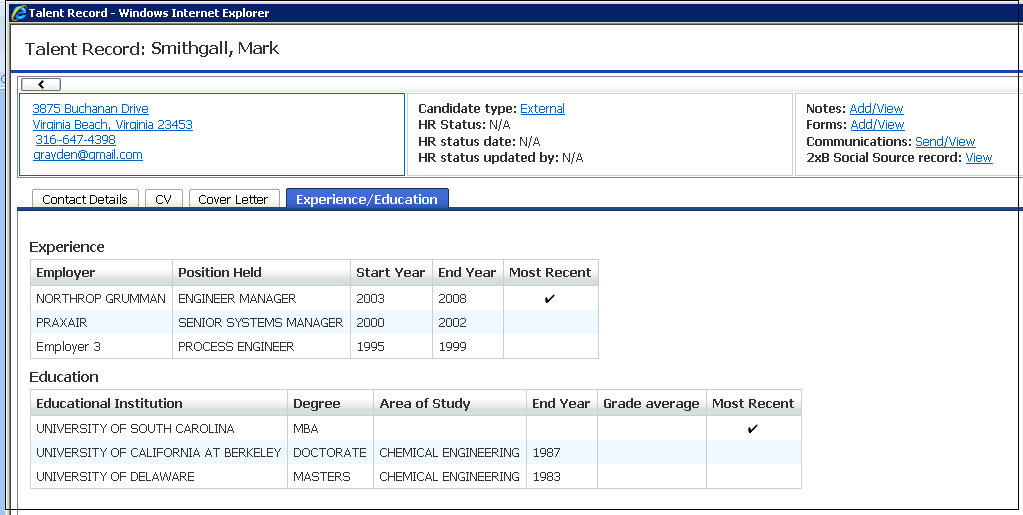 Talent Record - Windows Internet Explorer
Talent Record: Smithgall, Mark
3875 Buchanan Drive
Virginia Beach, Virginia 23453
316-647-4398
grayden@gmail.com
Candidate type: External
HR Status: N/A
HR status date: N/A
HR status updated by: N/A
Notes: Add/View
Forms: Add/View
Communications: Send/View
2xB Social Source record: View
Contact Details CV Cover Letter Experience/Education
Experience
Employer Position Held Start Year End Year Most Recent
NORTHROP GRUMMAN ENGINEER MANAGER 2003 2008 ✔
PRAXAIR SENIOR SYSTEMS MANAGER 2000 2002
Employer 3 PROCESS ENGINEER 1995 1999
Education
Educational Institution Degree Area of Study End Year Grade average Most Recent
UNIVERSITY OF SOUTH CAROLINA MBA ✔
UNIVERSITY OF CALIFORNIA AT BERKELEY DOCTORATE CHEMICAL ENGINEERING 1987
UNIVERSITY OF DELAWARE MASTERS CHEMICAL ENGINEERING 1983